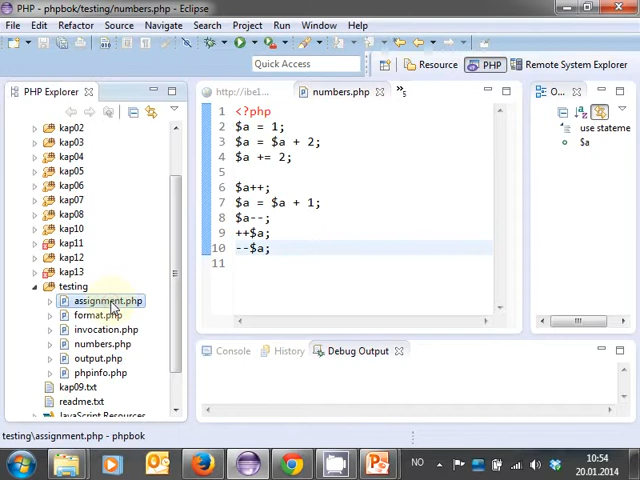 PHP - phpbok/testing/numbers.php - Eclipse
File Edit Refactor Source Navigate Search Project Run Window Help
Quick Access
Resource
PHP
Remote System Explorer
PHP Explorer
http://ibe1
numbers.php
5
O...
kap02
kap03
kap04
kap05
kap06
kap07
kap08
kap10
kap11
kap12
kap13
testing
assignment.php
format.php
invocation.php
numbers.php
output.php
phpinfo.php
kap09.txt
readme.txt
JavaScript Resources
1 <?php
2 $a = 1;
3 $a = $a + 2;
4 $a += 2;
5
6 $a++;
7 $a = $a + 1;
8 $a--;
9 ++$a;
10 --$a;
11
use stateme
$a
Console
History
Debug Output
testing\assignment.php - phpbok
NO
10:54
20.01.2014